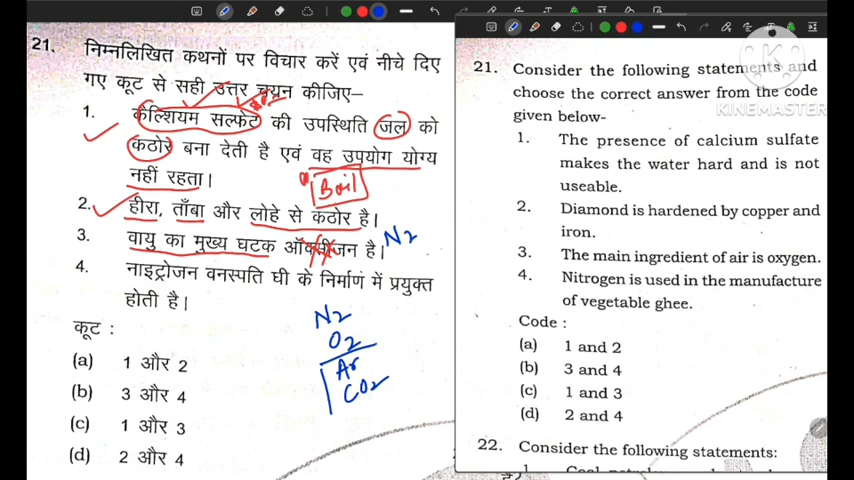 21. निम्नलिखित कथनों पर विचार करें एवं नीचे दिए
गए कूट से सही उत्तर चयन कीजिए–
1. कैल्शियम सल्फेट की उपस्थिति जल को
कठोर बना देती है एवं वह उपयोग योग्य
नहीं रहता।
Boil
2. हीरा, ताँबा और लोहे से कठोर है।
3. वायु का मुख्य घटक ऑक्सीजन है।
N2
4. नाइट्रोजन वनस्पति घी के निर्माण में प्रयुक्त
होती है।
N2
O2
Ar
CO2
कूट :
(a) 1 और 2
(b) 3 और 4
(c) 1 और 3
(d) 2 और 4
21. Consider the following statements and
choose the correct answer from the code
given below-
1. The presence of calcium sulfate
makes the water hard and is not
useable.
2. Diamond is hardened by copper and
iron.
3. The main ingredient of air is oxygen.
4. Nitrogen is used in the manufacture
of vegetable ghee.
Code :
(a) 1 and 2
(b) 3 and 4
(c) 1 and 3
(d) 2 and 4
22. Consider the following statements:
K
KINEMASTER